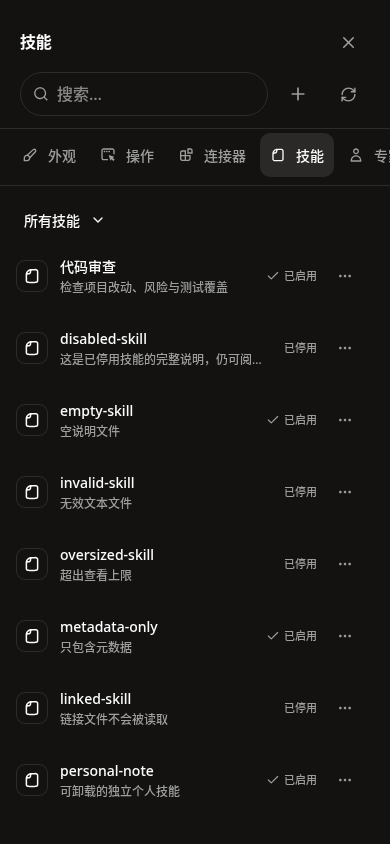 技能
搜索...
外观
操作
连接器
技能
所有技能
代码审查
已启用
检查项目改动、风险与测试覆盖
disabled-skill
已停用
这是已停用技能的完整说明，仍可阅...
empty-skill
已启用
空说明文件
invalid-skill
已停用
无效文本文件
oversized-skill
已停用
超出查看上限
metadata-only
已启用
只包含元数据
linked-skill
已停用
链接文件不会被读取
personal-note
已启用
可卸载的独立个人技能